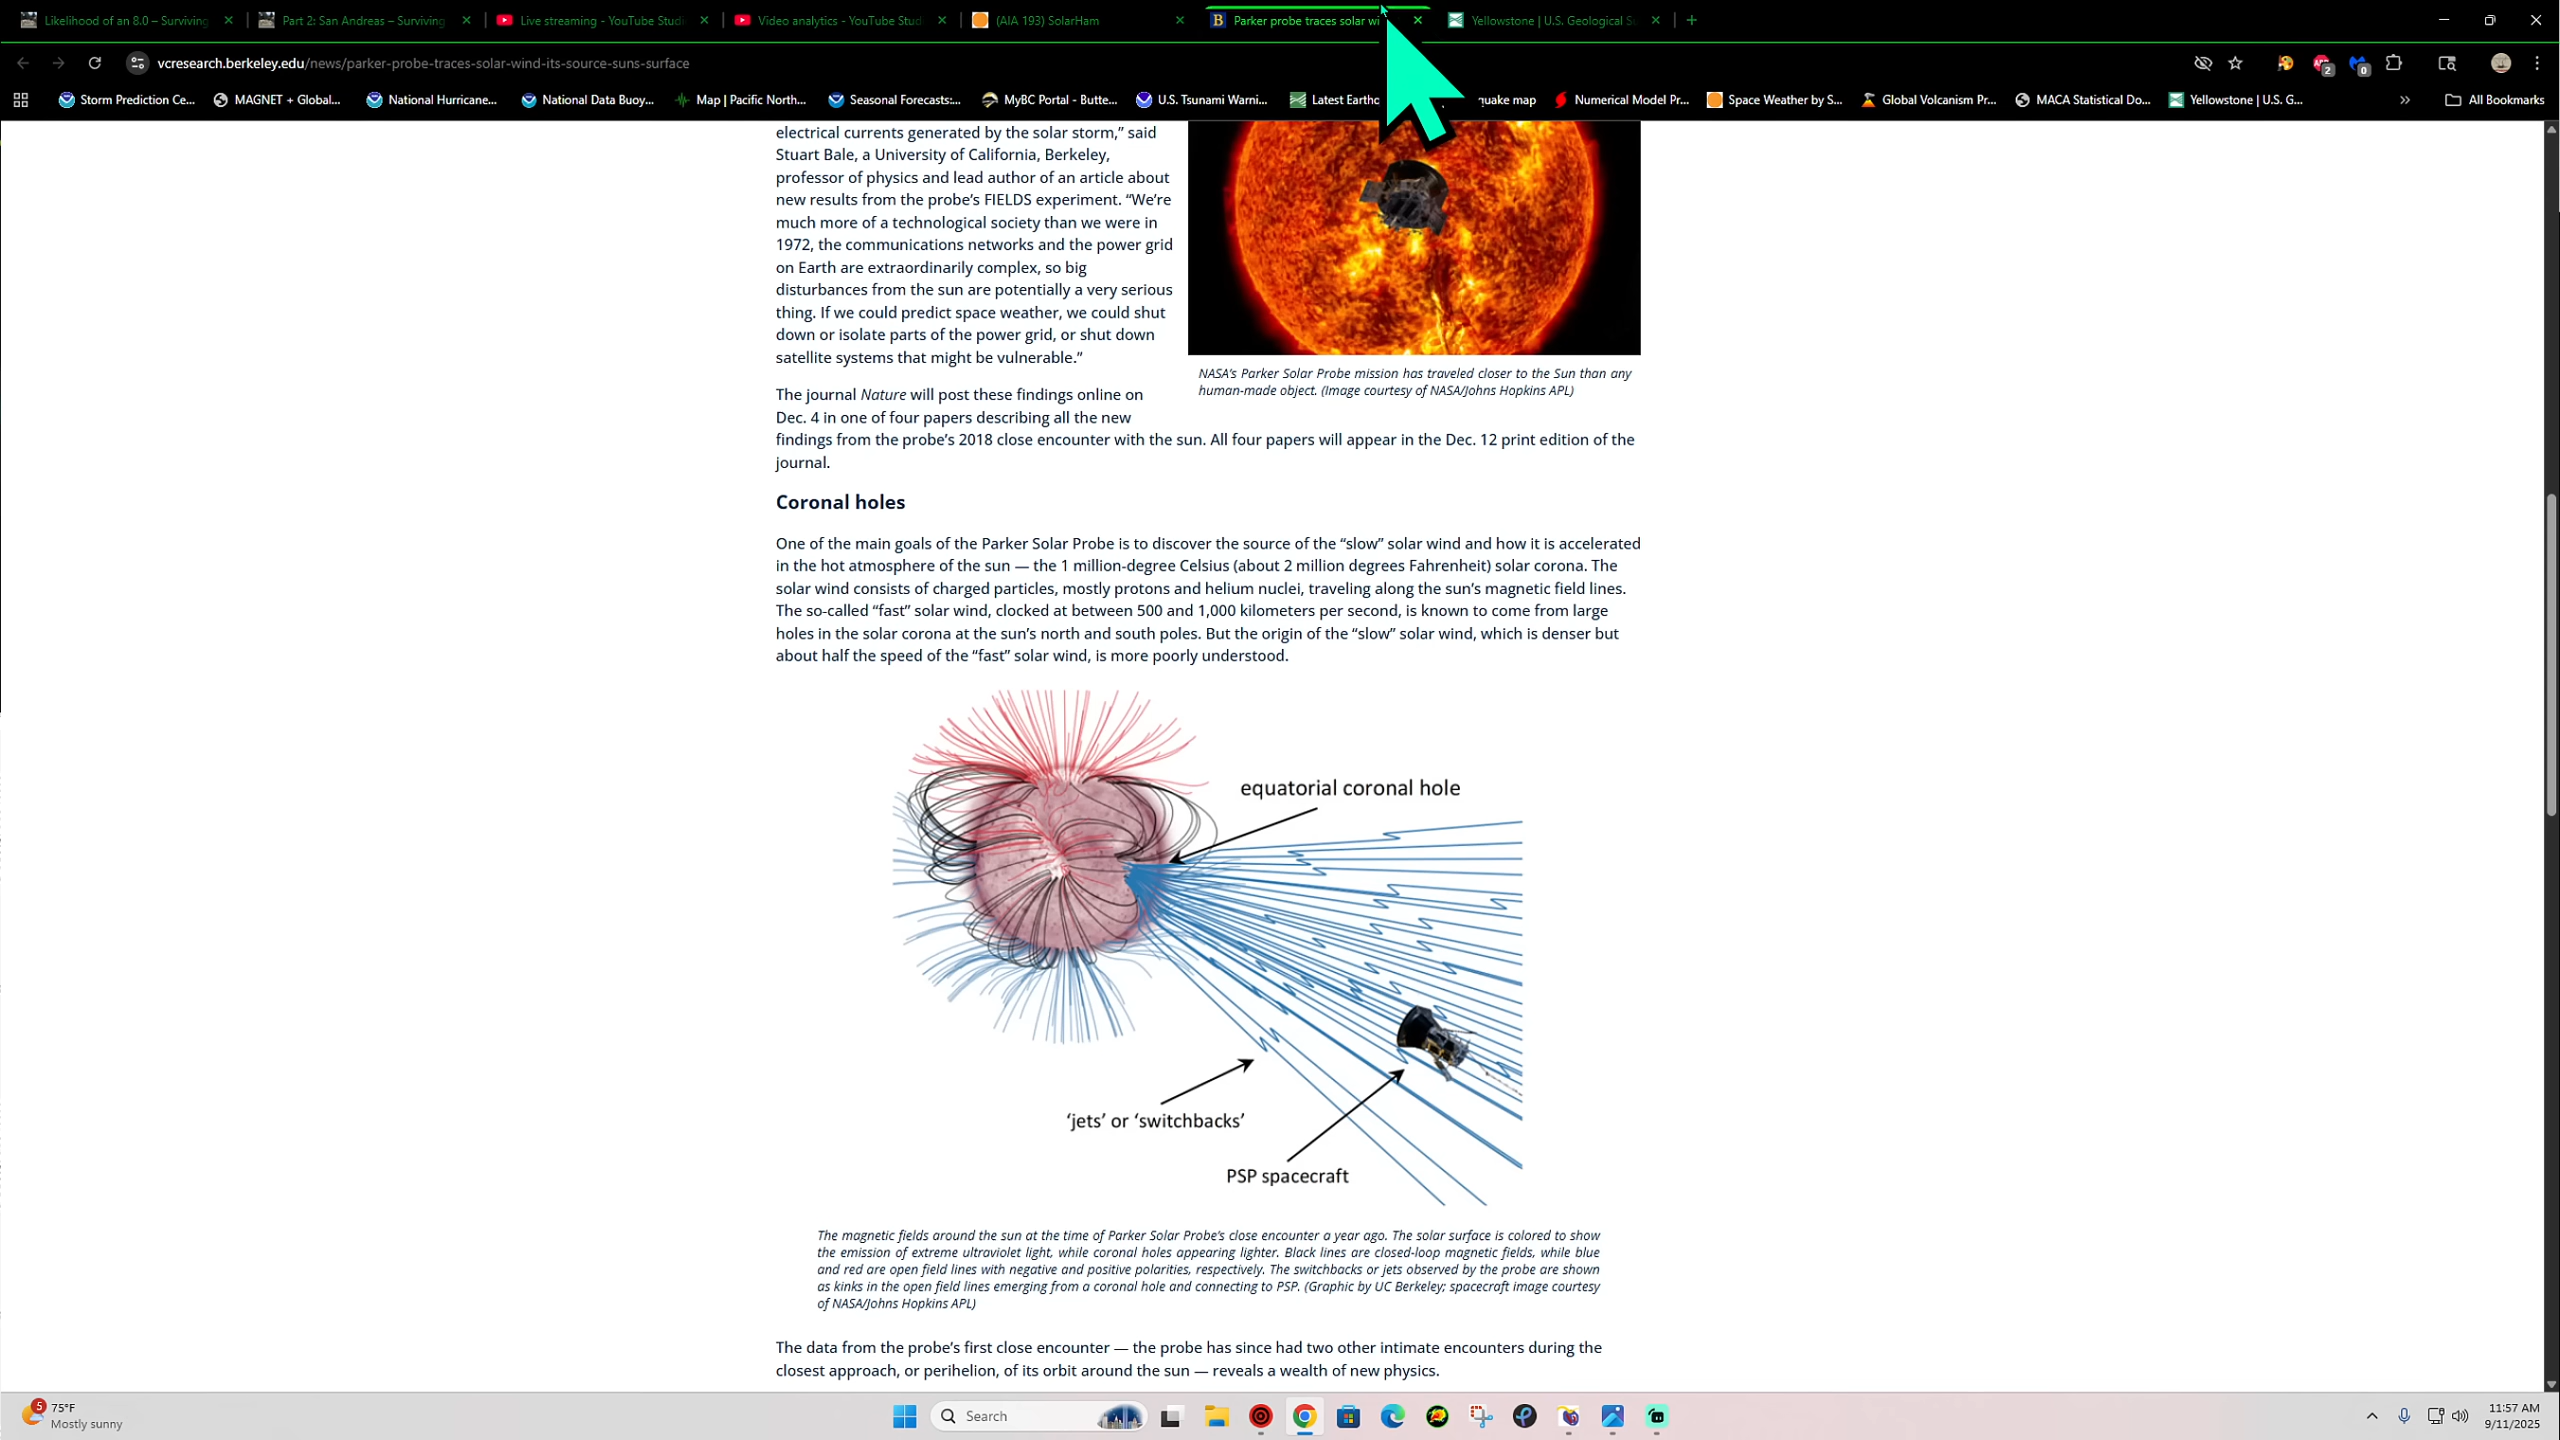 Likelihood of an 8.0 – Surviving
Part 2: San Andreas – Surviving
Live streaming - YouTube Studi
Video analytics - YouTube Stud
(AIA 193) SolarHam
Parker probe traces solar wi
Yellowstone | U.S. Geological S
vcresearch.berkeley.edu/news/parker-probe-traces-solar-wind-its-source-suns-surface
2
0
Storm Prediction Ce...
MAGNET + Global...
National Hurricane...
National Data Buoy...
Map | Pacific North...
Seasonal Forecasts:...
MyBC Portal - Butte...
U.S. Tsunami Warni...
Latest Earthq
quake map
Numerical Model Pr...
Space Weather by S...
Global Volcanism Pr...
MACA Statistical Do...
Yellowstone | U.S. G...
All Bookmarks
electrical currents generated by the solar storm,” said
Stuart Bale, a University of California, Berkeley,
professor of physics and lead author of an article about
new results from the probe’s FIELDS experiment. “We’re
much more of a technological society than we were in
1972, the communications networks and the power grid
on Earth are extraordinarily complex, so big
disturbances from the sun are potentially a very serious
thing. If we could predict space weather, we could shut
down or isolate parts of the power grid, or shut down
satellite systems that might be vulnerable.”
NASA’s Parker Solar Probe mission has traveled closer to the Sun than any
human-made object. (Image courtesy of NASA/Johns Hopkins APL)
The journal Nature will post these findings online on
Dec. 4 in one of four papers describing all the new
findings from the probe’s 2018 close encounter with the sun. All four papers will appear in the Dec. 12 print edition of the
journal.
Coronal holes
One of the main goals of the Parker Solar Probe is to discover the source of the “slow” solar wind and how it is accelerated
in the hot atmosphere of the sun — the 1 million-degree Celsius (about 2 million degrees Fahrenheit) solar corona. The
solar wind consists of charged particles, mostly protons and helium nuclei, traveling along the sun’s magnetic field lines.
The so-called “fast” solar wind, clocked at between 500 and 1,000 kilometers per second, is known to come from large
holes in the solar corona at the sun’s north and south poles. But the origin of the “slow” solar wind, which is denser but
about half the speed of the “fast” solar wind, is more poorly understood.
equatorial coronal hole
‘jets’ or ‘switchbacks’
PSP spacecraft
The magnetic fields around the sun at the time of Parker Solar Probe’s close encounter a year ago. The solar surface is colored to show
the emission of extreme ultraviolet light, while coronal holes appearing lighter. Black lines are closed-loop magnetic fields, while blue
and red are open field lines with negative and positive polarities, respectively. The switchbacks or jets observed by the probe are shown
as kinks in the open field lines emerging from a coronal hole and connecting to PSP. (Graphic by UC Berkeley; spacecraft image courtesy
of NASA/Johns Hopkins APL)
The data from the probe’s first close encounter — the probe has since had two other intimate encounters during the
closest approach, or perihelion, of its orbit around the sun — reveals a wealth of new physics.
5
75°F
Mostly sunny
Search
11:57 AM
9/11/2025